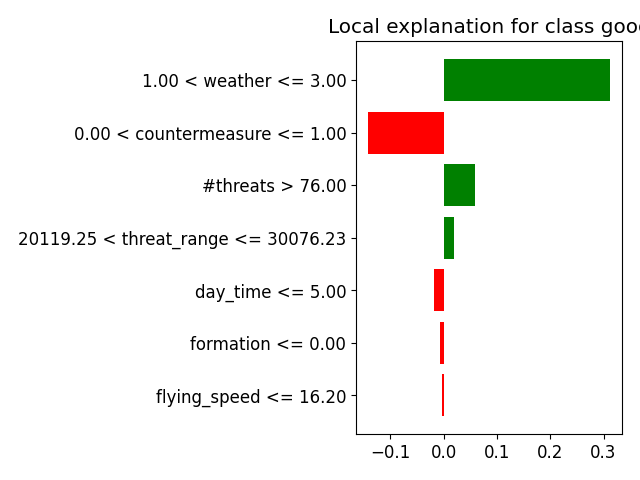 Local explanation for class goo
1.00 < weather <= 3.00
0.00 < countermeasure <= 1.00
#threats > 76.00
20119.25 < threat_range <= 30076.23
day_time <= 5.00
formation <= 0.00
flying_speed <= 16.20
−0.1 0.0 0.1 0.2 0.3